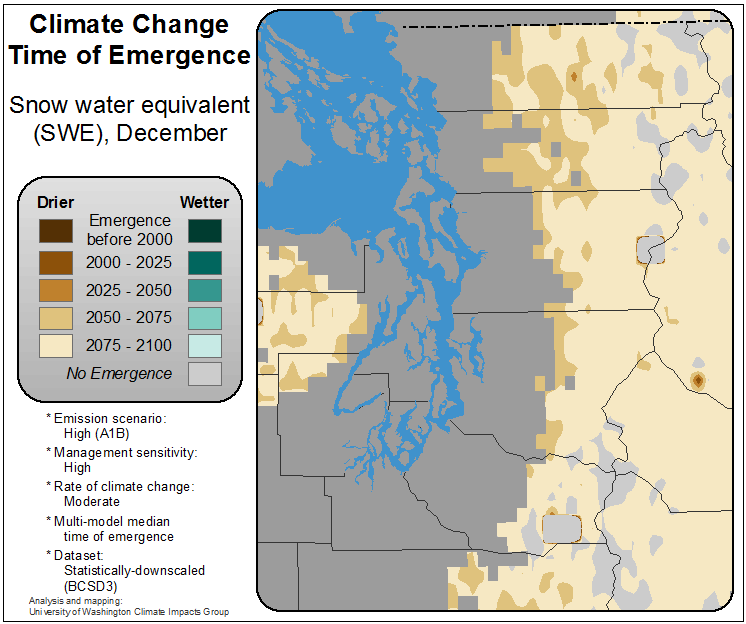 Climate Change
Time of Emergence
Snow water equivalent
(SWE), December
Drier Wetter
Emergence
before 2000
2000 - 2025
2025 - 2050
2050 - 2075
2075 - 2100
No Emergence
* Emission scenario:
High (A1B)
* Management sensitivity:
High
* Rate of climate change:
Moderate
* Multi-model median
time of emergence
* Dataset:
Statistically-downscaled
(BCSD3)
Analysis and mapping:
University of Washington Climate Impacts Group